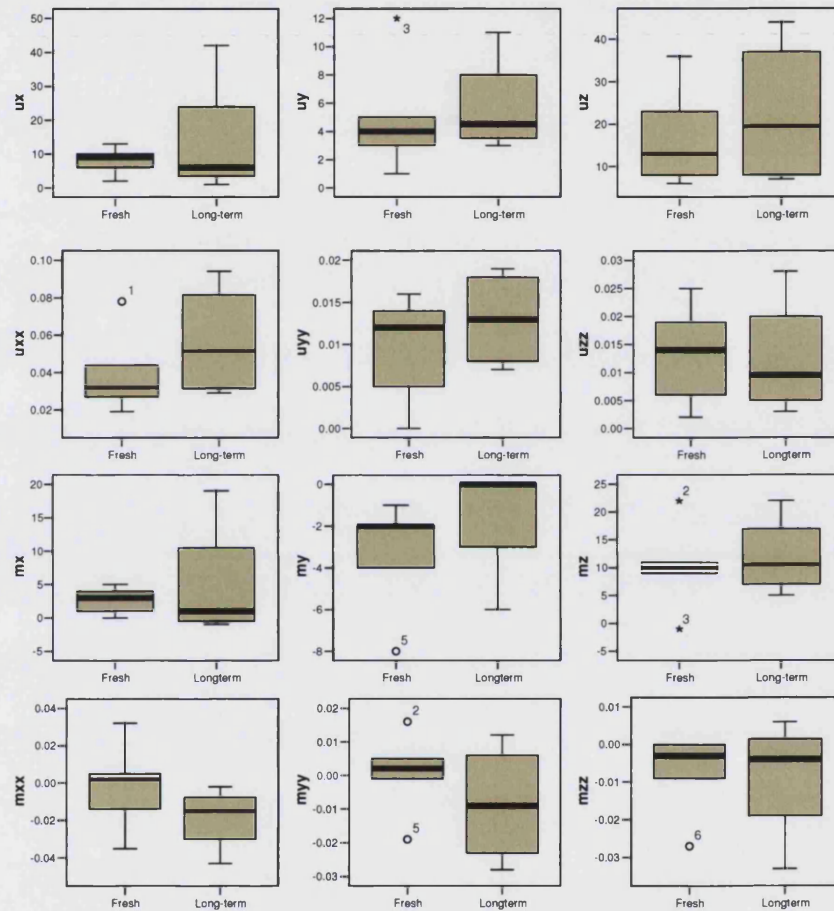 ux
50
40
30
20
10
0
Fresh
Long-term
uy
12
10
8
6
4
2
0
3
Fresh
Long-term
uz
40
30
20
10
Fresh
Long-term
uxx
0.10
0.08
0.06
0.04
0.02
1
Fresh
Long-term
uyy
0.02
0.015
0.01
0.005
0.00
Fresh
Long-term
uzz
0.03
0.025
0.02
0.015
0.01
0.005
0.00
Fresh
Longterm
mx
20
15
10
5
0
-5
Fresh
Long-term
my
0
-2
-4
-6
-8
5
Fresh
Longterm
mz
25
20
15
10
5
0
-5
2
3
Fresh
Long-term
mxx
0.04
0.02
0.00
-0.02
-0.04
Fresh
Long-term
myy
0.02
0.01
0.00
-0.01
-0.02
-0.03
2
5
Fresh
Longterm
mzz
0.01
0.00
-0.01
-0.02
-0.03
6
Fresh
Longterm